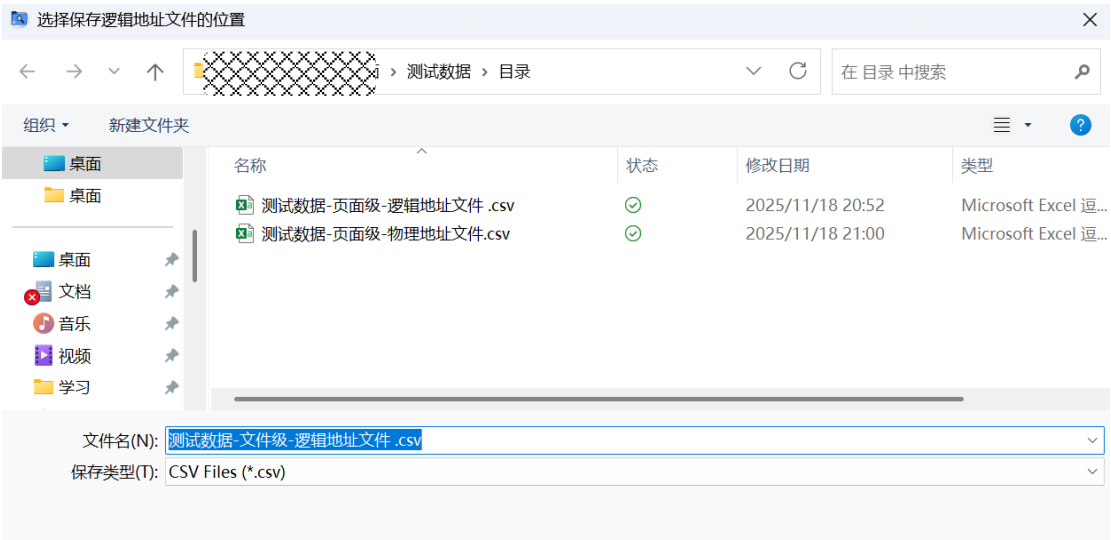 选择保存逻辑地址文件的位置
测试数据 › 目录
在 目录 中搜索
组织 新建文件夹
桌面
桌面
桌面
文档
音乐
视频
学习
名称 状态 修改日期 类型
测试数据-页面级-逻辑地址文件 .csv 2025/11/18 20:52 Microsoft Excel 逗...
测试数据-页面级-物理地址文件.csv 2025/11/18 21:00 Microsoft Excel 逗...
文件名(N): 测试数据-文件级-逻辑地址文件 .csv
保存类型(T): CSV Files (*.csv)